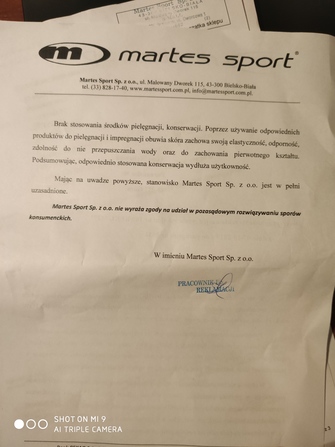 martes sport®
Martes Sport Sp. z o.o., ul. Malowany Dworek 115, 43-300 Bielsko-Biała
tel. (33) 828-17-40, www.martessport.com.pl, info@martessport.com.pl
Brak stosowania środków pielęgnacji, konserwacji. Poprzez używanie odpowiednich
produktów do pielęgnacji i impregnacji obuwia skóra zachowa swoją elastyczność, odporność,
zdolność do nie przepuszczania wody oraz do zachowania pierwotnego kształtu.
Podsumowując, odpowiednio stosowana konserwacja wydłuża użytkowność.
Mając na uwadze powyższe, stanowisko Martes Sport Sp. z o.o. jest w pełni
uzasadnione.
Martes Sport Sp. z o.o. nie wyraża zgody na udział w pozasądowym rozwiązywaniu sporów
konsumenckich.
W imieniu Martes Sport Sp. z o.o.
PRACOWNIK DS.
REKLAMACJI
SHOT ON MI 9
AI TRIPLE CAMERA